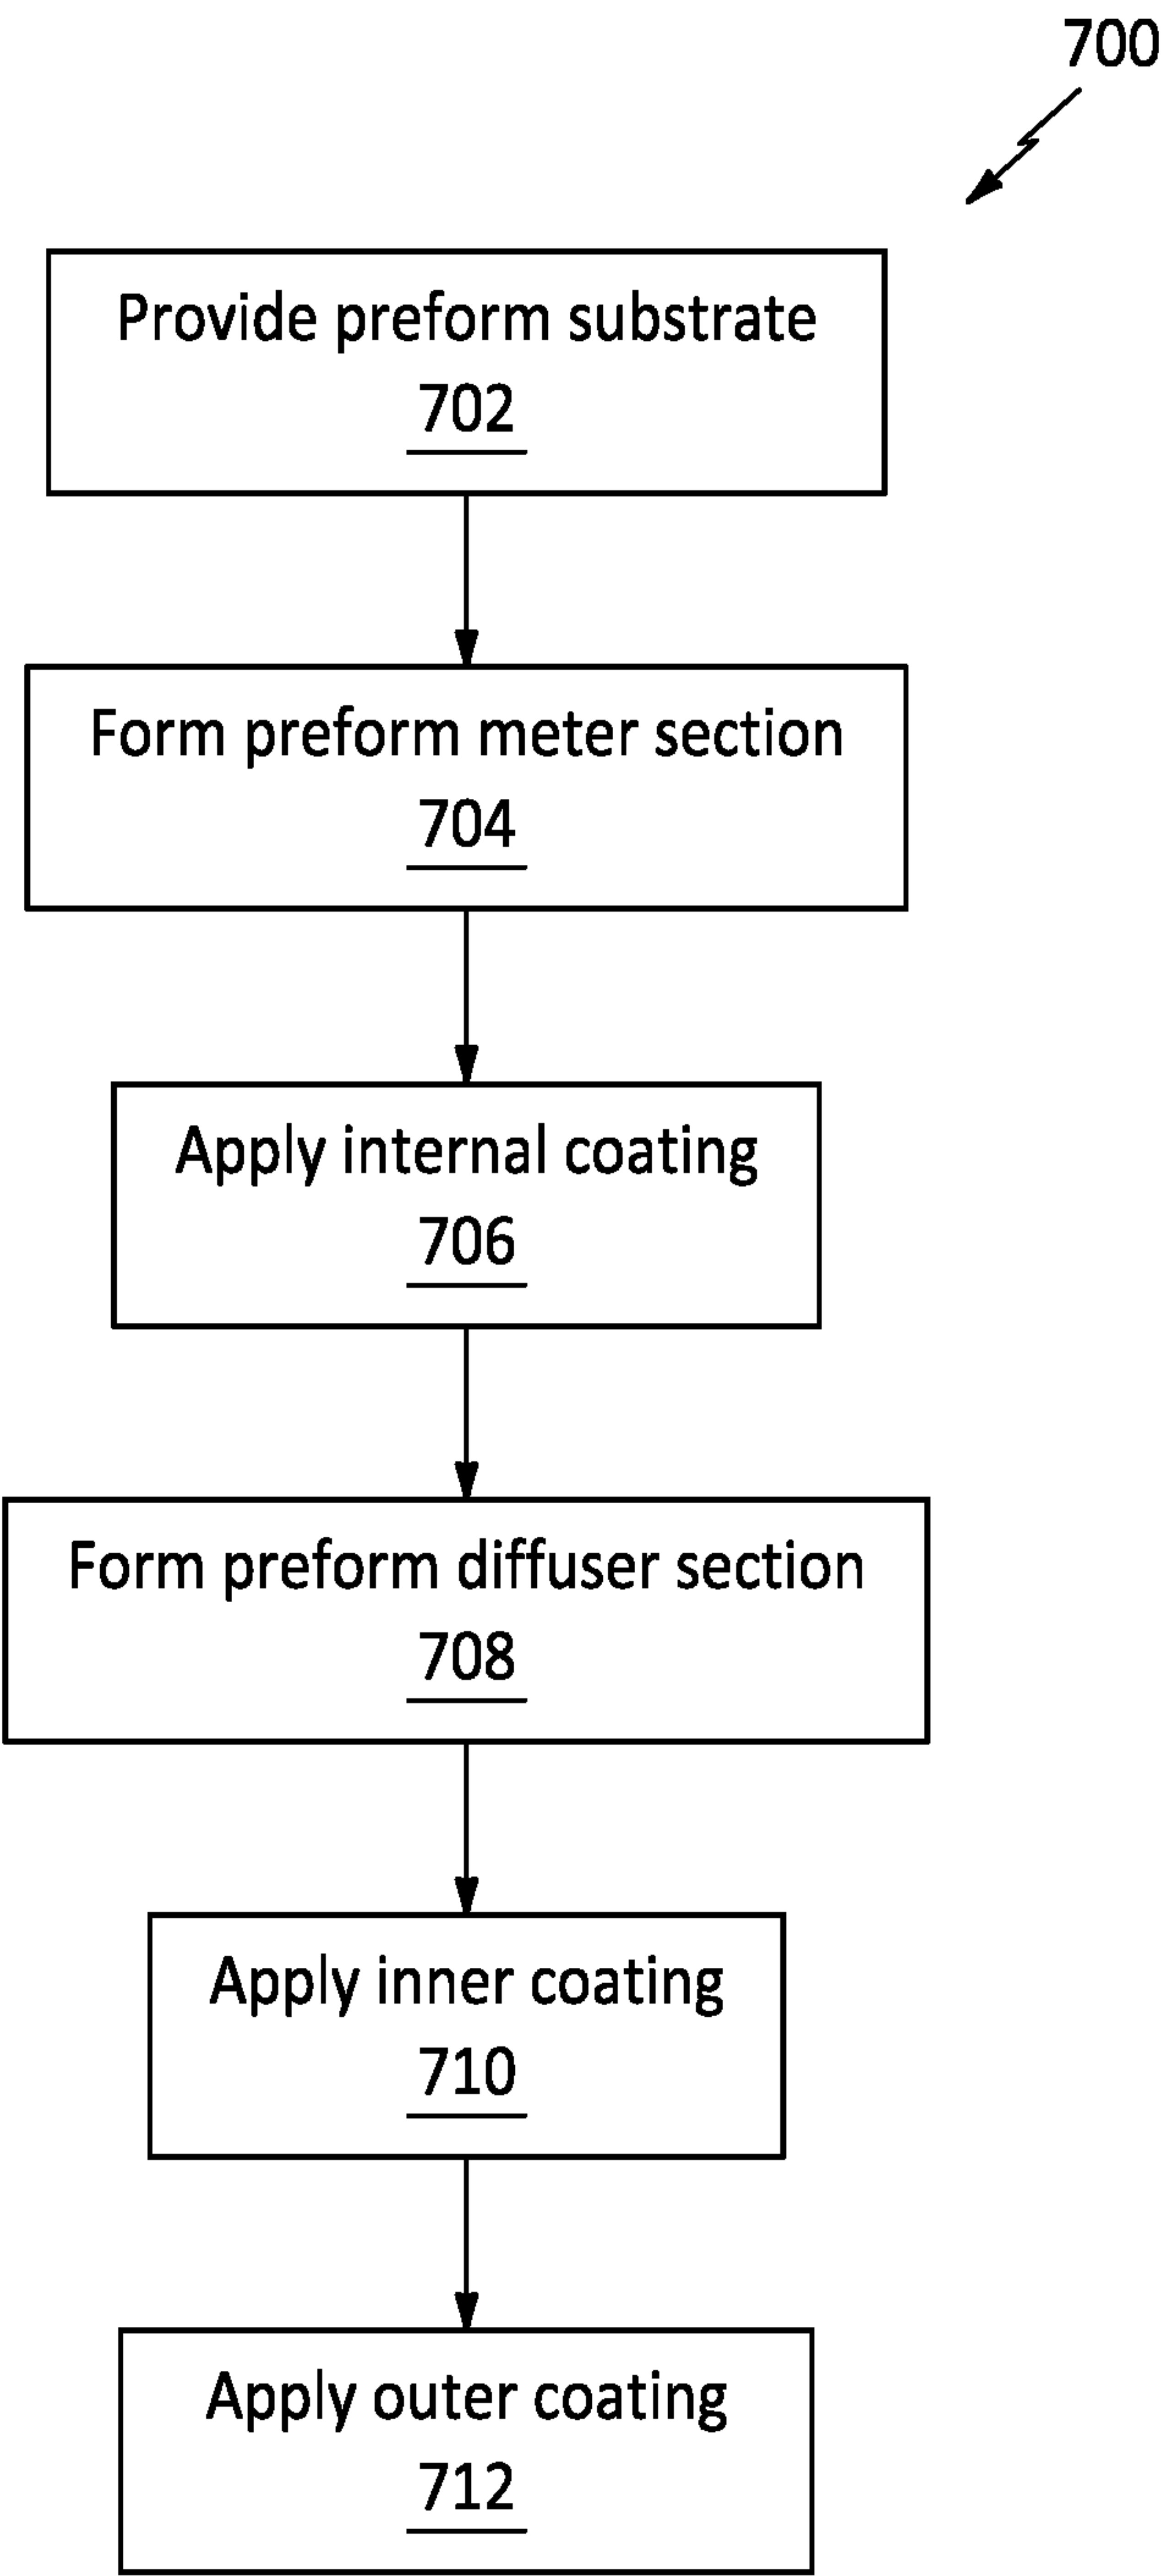 700
Provide preform substrate
702
Form preform meter section
704
Apply internal coating
706
Form preform diffuser section
708
Apply inner coating
710
Apply outer coating
712